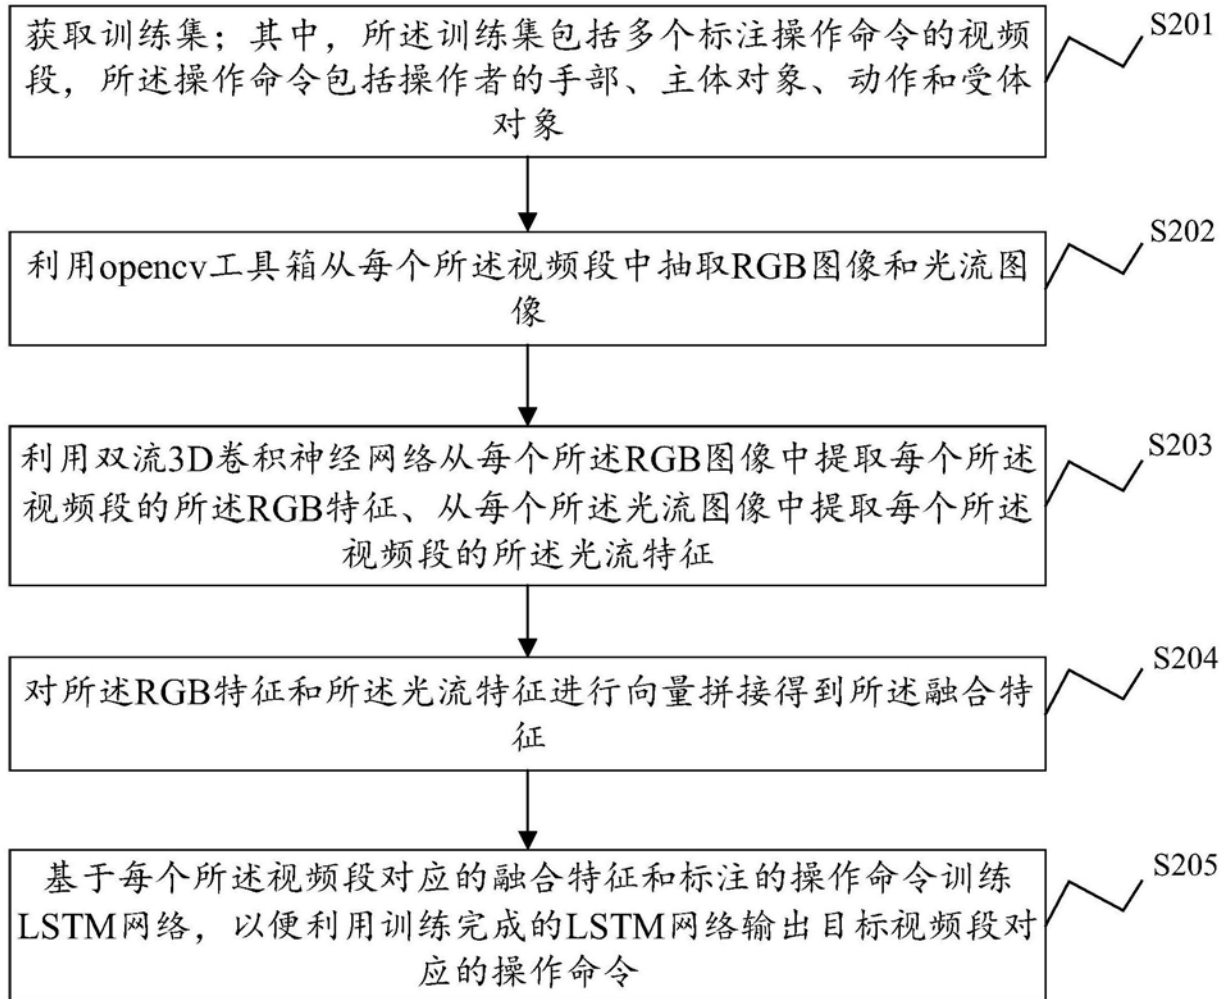 获取训练集；其中，所述训练集包括多个标注操作命令的视频
段，所述操作命令包括操作者的手部、主体对象、动作和受体
对象
S201
利用opencv工具箱从每个所述视频段中抽取RGB图像和光流图
像
S202
利用双流3D卷积神经网络从每个所述RGB图像中提取每个所述
视频段的所述RGB特征、从每个所述光流图像中提取每个所述
视频段的所述光流特征
S203
对所述RGB特征和所述光流特征进行向量拼接得到所述融合特
征
S204
基于每个所述视频段对应的融合特征和标注的操作命令训练
LSTM网络，以便利用训练完成的LSTM网络输出目标视频段对
应的操作命令
S205